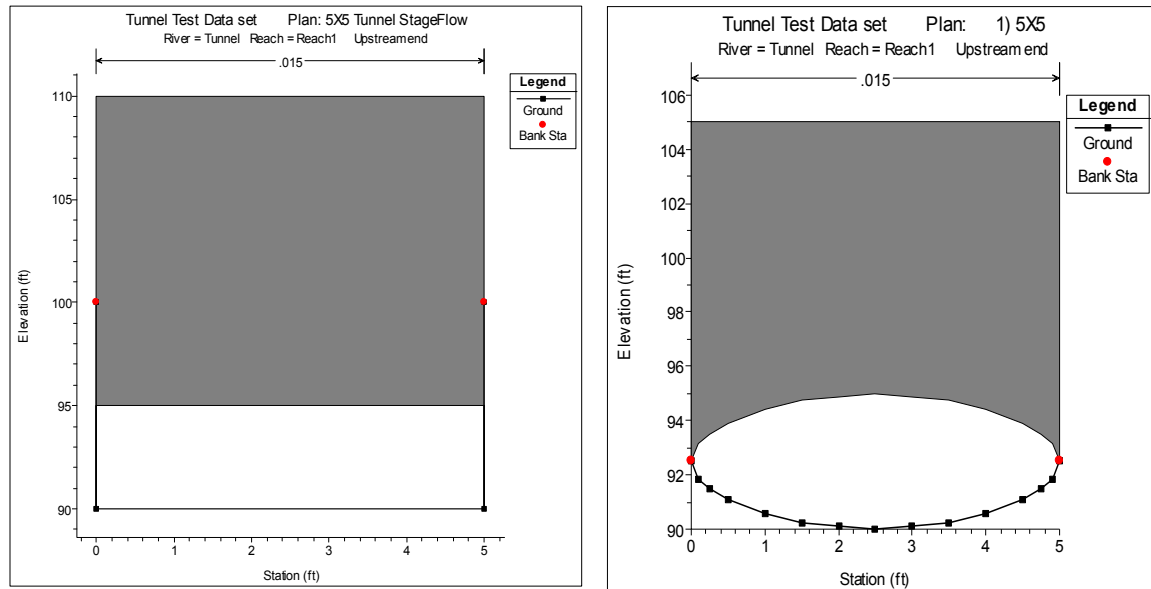 Tunnel Test Data set Plan: 5X5 Tunnel StageFlow
River = Tunnel Reach = Reach1 Upstream end
.015
110
105
100
95
90
Elevation (ft)
0 1 2 3 4 5
Station (ft)
Legend
Ground
Bank Sta
Tunnel Test Data set Plan: 1) 5X5
River = Tunnel Reach = Reach1 Upstream end
.015
106
104
102
100
98
96
94
92
90
Elevation (ft)
0 1 2 3 4 5
Station (ft)
Legend
Ground
Bank Sta